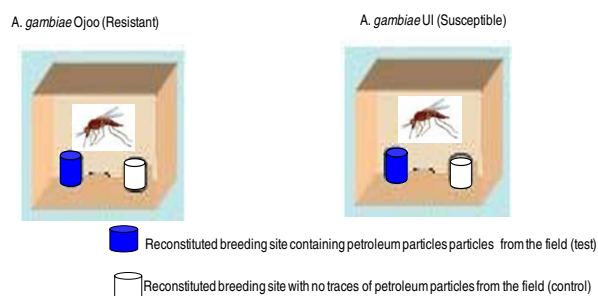 A. gambiae Ojoo (Resistant)
A. gambiae UI (Susceptible)
Reconstituted breeding site containing petroleum particles particles from the field (test)
Reconstituted breeding site with no traces of petroleum particles from the field (control)